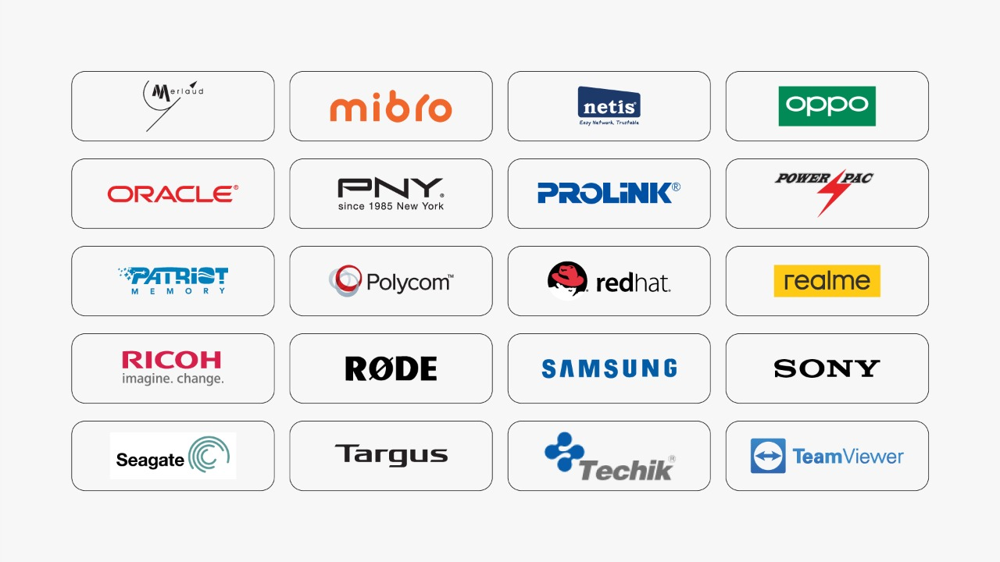 Merlaud
mibro
netis®
Easy Network, Trustable
oppo
ORACLE®
PNY®
since 1985 New York
PROLiNK®
POWER PAC
PATRIOT
MEMORY
Polycom™
redhat.
realme
RICOH
imagine. change.
RØDE
SAMSUNG
SONY
Seagate
Targus
Techik®
TeamViewer